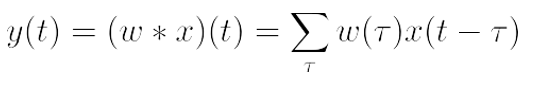 y(t) = (w ∗ x)(t) = ∑_τ w(τ)x(t − τ)